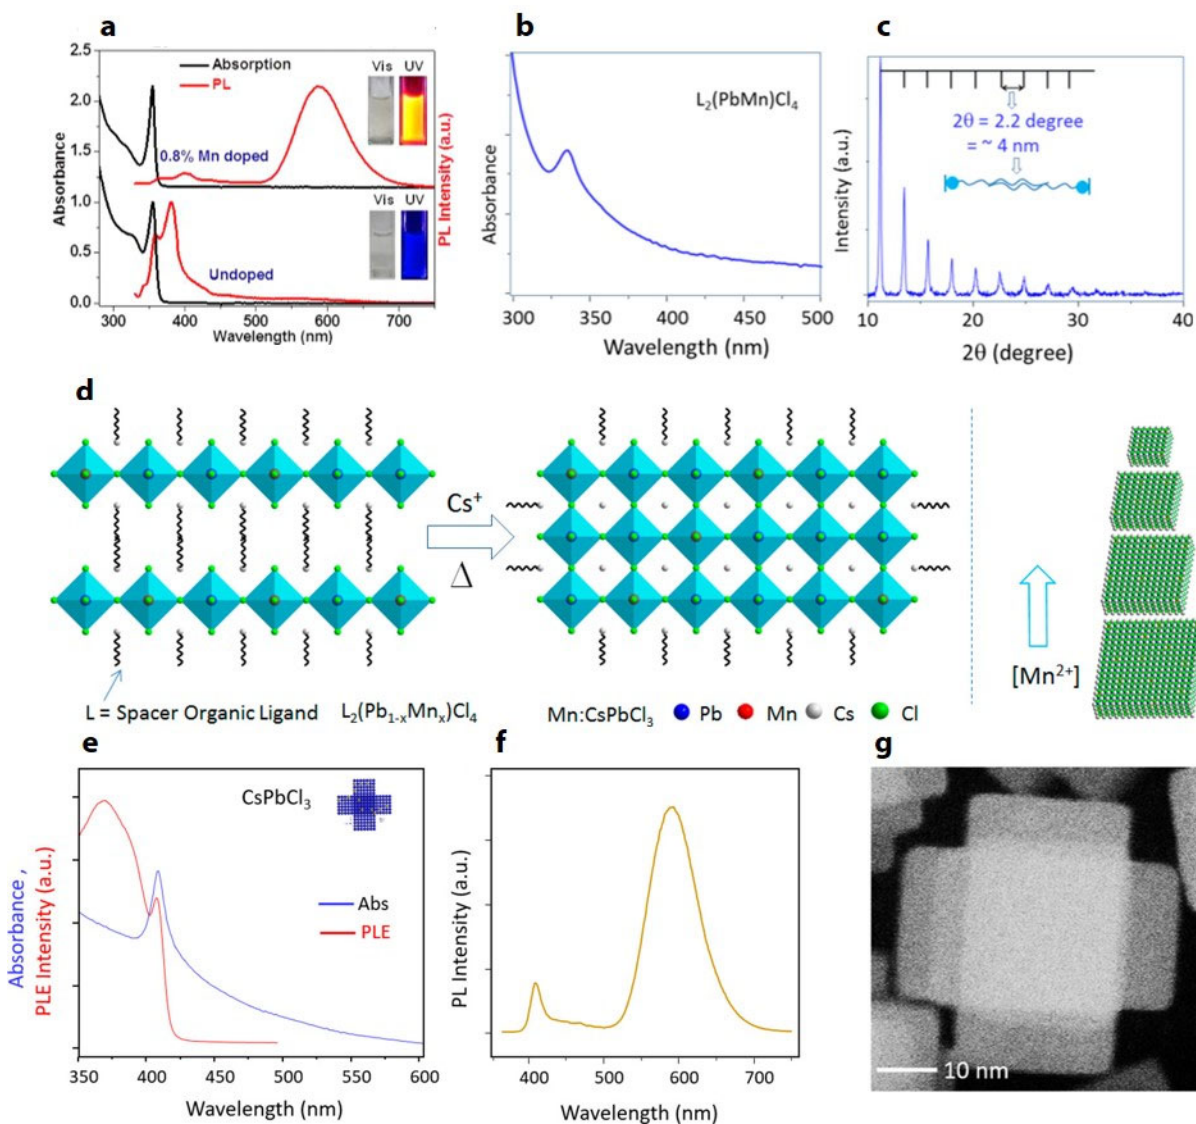 a
2.5
2.0
1.5
1.0
0.5
0.0
Absorbance
Absorption
PL
Vis UV
0.8% Mn doped
Vis UV
Undoped
PL Intensity (a.u.)
300 400 500 600 700
Wavelength (nm)
b
Absorbance
L₂(PbMn)Cl₄
300 350 400 450 500
Wavelength (nm)
c
Intensity (a.u.)
2θ = 2.2 degree
= ~ 4 nm
10 20 30 40
2θ (degree)
d
Cs⁺
Δ
[Mn²⁺]
L = Spacer Organic Ligand
L₂(Pb₁₋ₓMnₓ)Cl₄
Mn:CsPbCl₃
Pb
Mn
Cs
Cl
e
Absorbance ,
PLE Intensity (a.u.)
CsPbCl₃
Abs
PLE
350 400 450 500 550 600
Wavelength (nm)
f
PL Intensity (a.u.)
400 500 600 700
Wavelength (nm)
g
10 nm